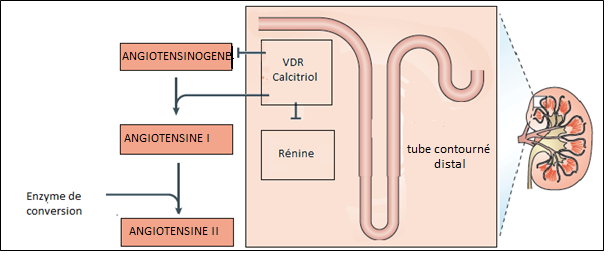 ANGIOTENSINOGENE
VDR
Calcitriol
ANGIOTENSINE I
Rénine
tube contourné
distal
Enzyme de
conversion
ANGIOTENSINE II